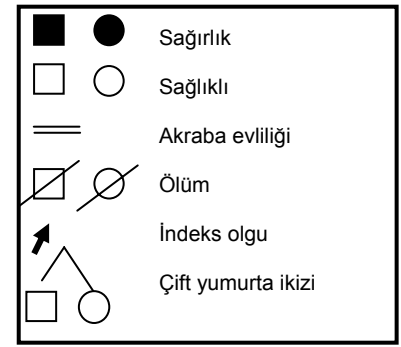 Sağırlık
Sağlıklı
Akraba evliliği
Ölüm
İndeks olgu
Çift yumurta ikizi